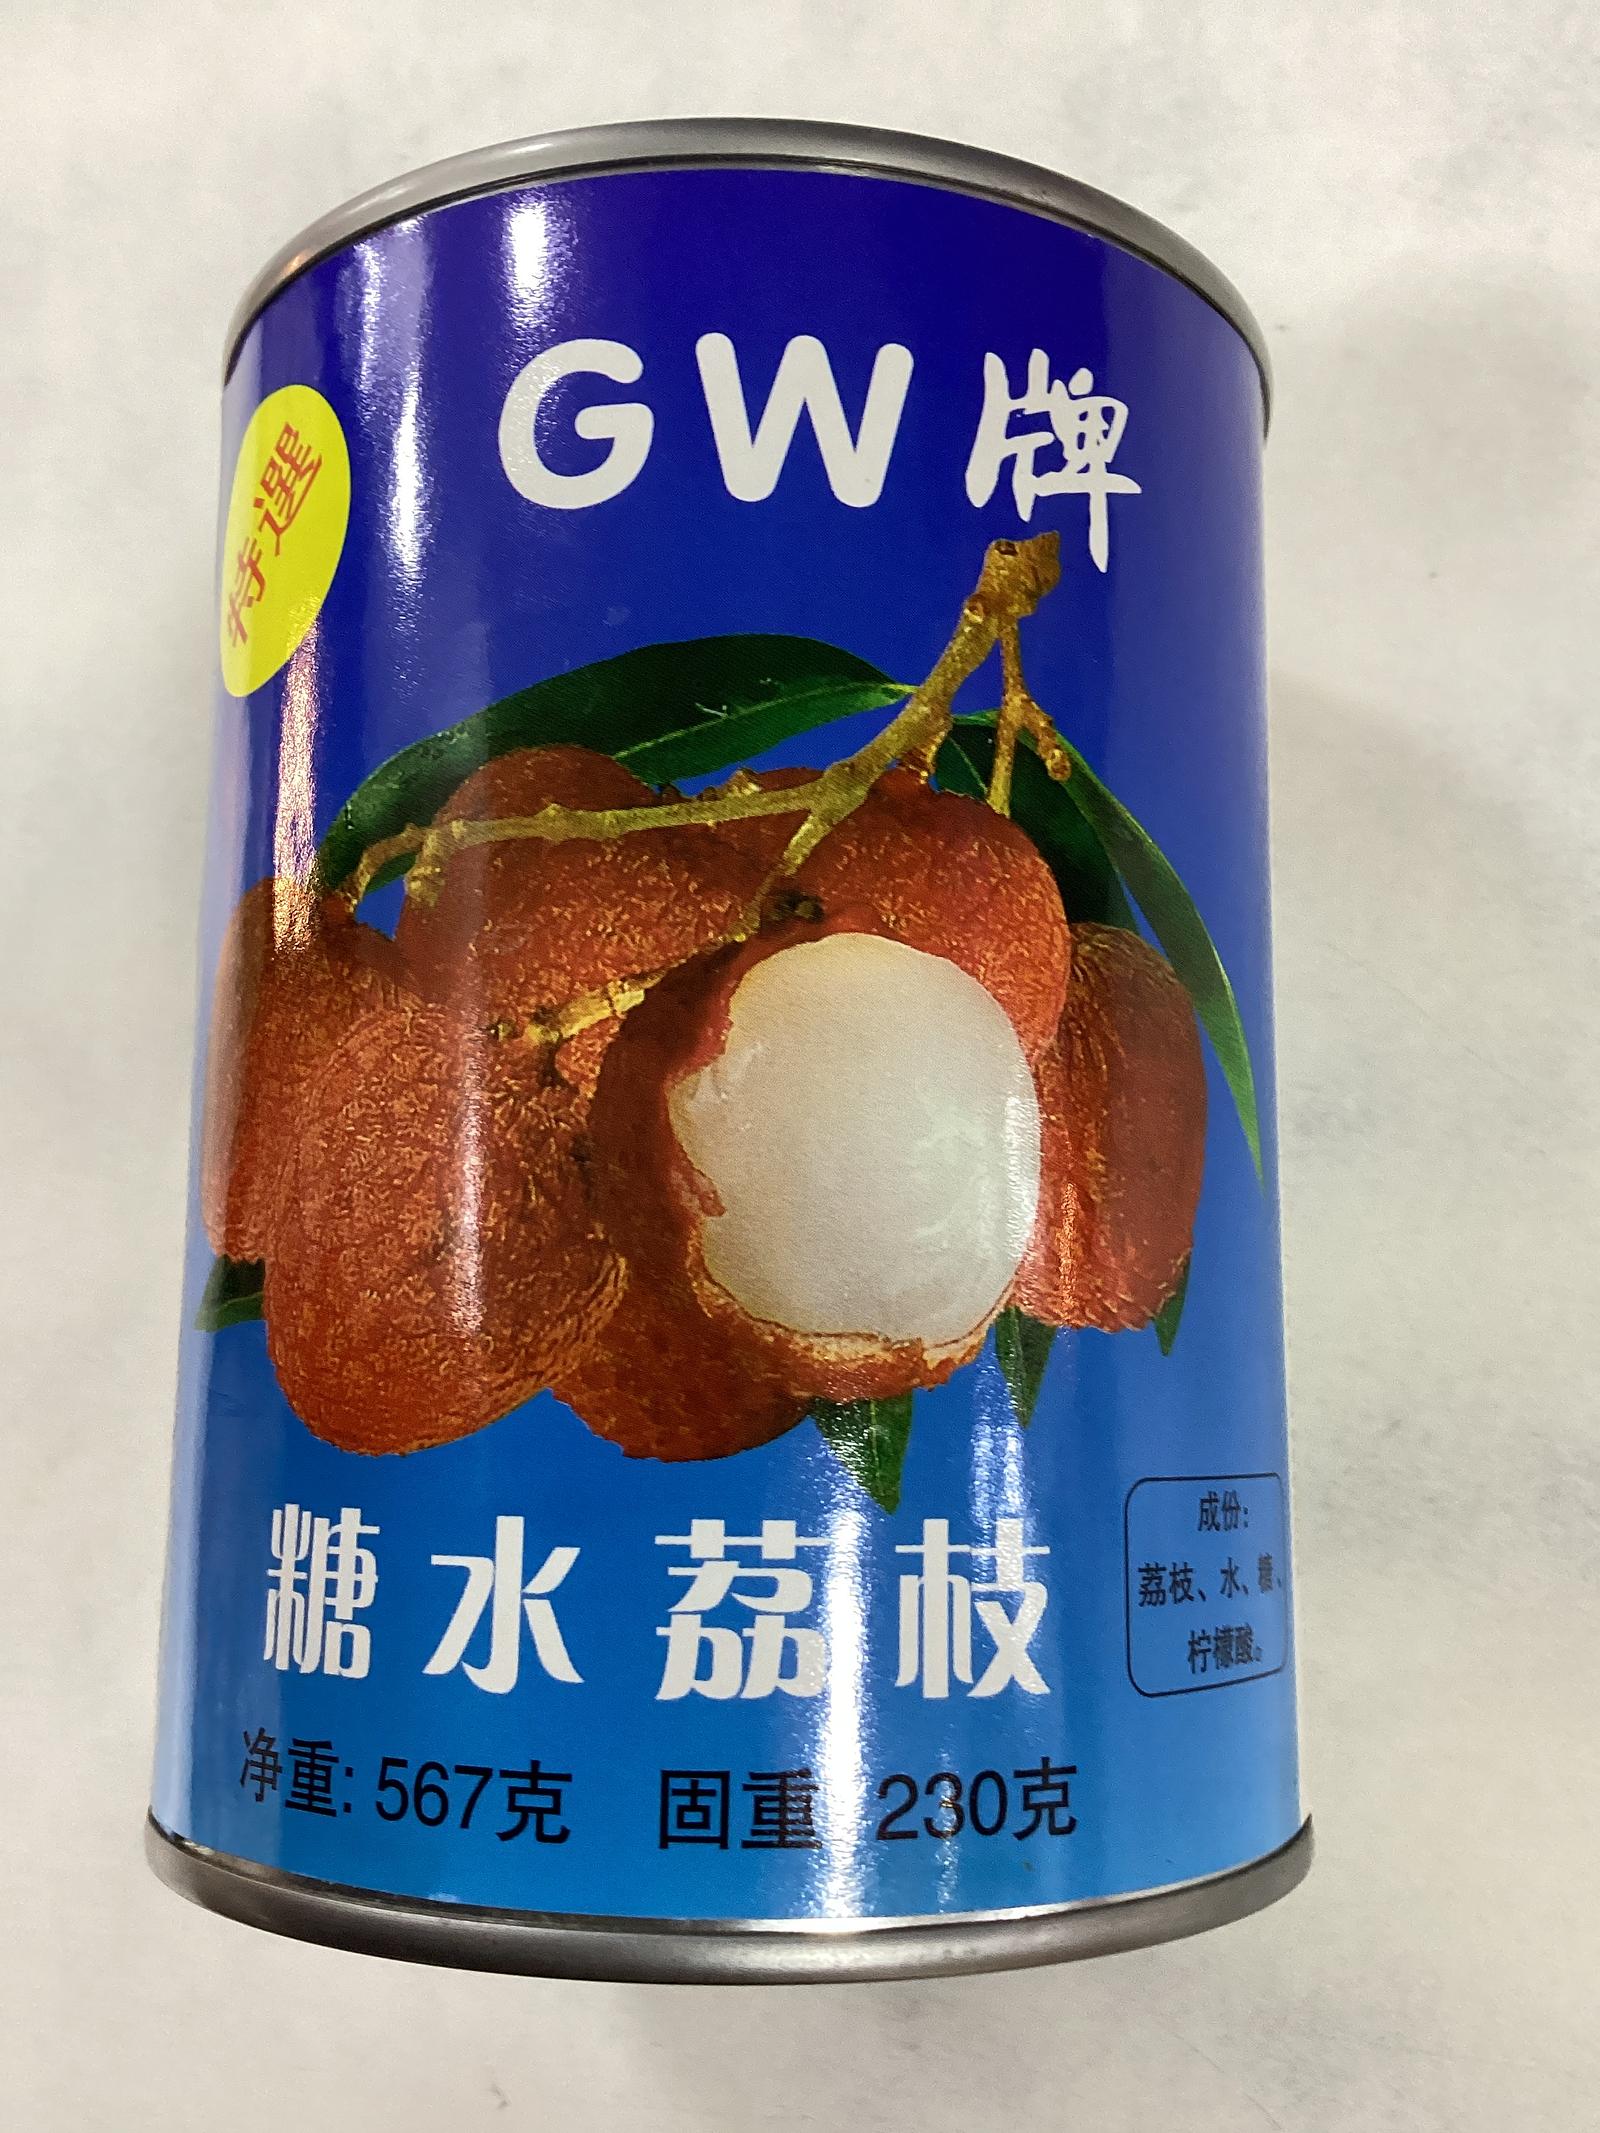 GW牌
特選
糖水荔枝
成份:
荔枝、水、糖、
柠檬酸。
净重: 567克 固重 230克